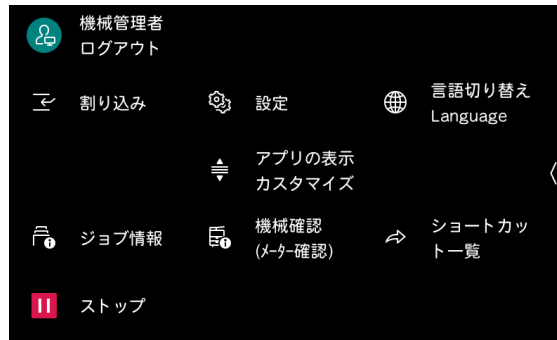 機械管理者
ログアウト
割り込み
設定
言語切り替え
Language
アプリの表示
カスタマイズ
ジョブ情報
機械確認
(メーター確認)
ショートカッ
ト一覧
ストップ